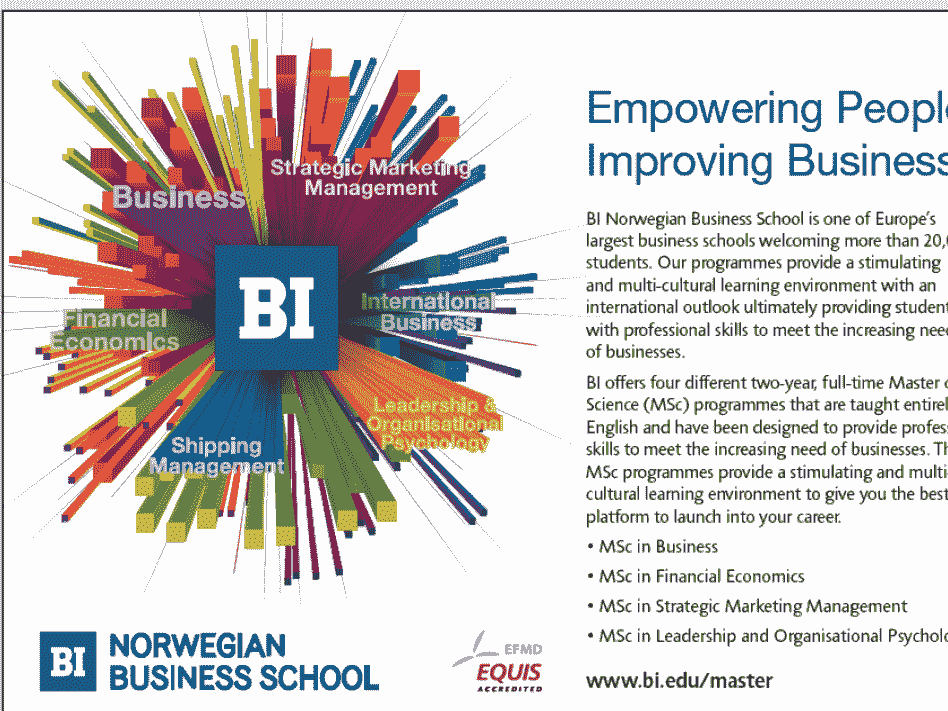 Strategic Marketing
Management
Business
BI
International
Business
Financial
Economics
Leadership &
Organisational
Psychology
Shipping
Management
BI
NORWEGIAN
BUSINESS SCHOOL
EFMD
EQUIS
ACCREDITED
Empowering
Improving Business
BI Norwegian Business School is one of Europe's
largest business schools welcoming more than
students. Our programmes provide a stimulating
and multi-cultural learning environment with an
international outlook ultimately providing
with professional skills to meet the increasing
of businesses.
BI offers four different two-year, full-time Master
Science (MSc) programmes that are taught
English and have been designed to provide
skills to meet the increasing need of businesses.
MSc programmes provide a stimulating and multi-
cultural learning environment to give you the best
platform to launch into your career.
• MSc in Business
• MSc in Financial Economics
• MSc in Strategic Marketing Management
• MSc in Leadership and Organisational
www.bi.edu/master